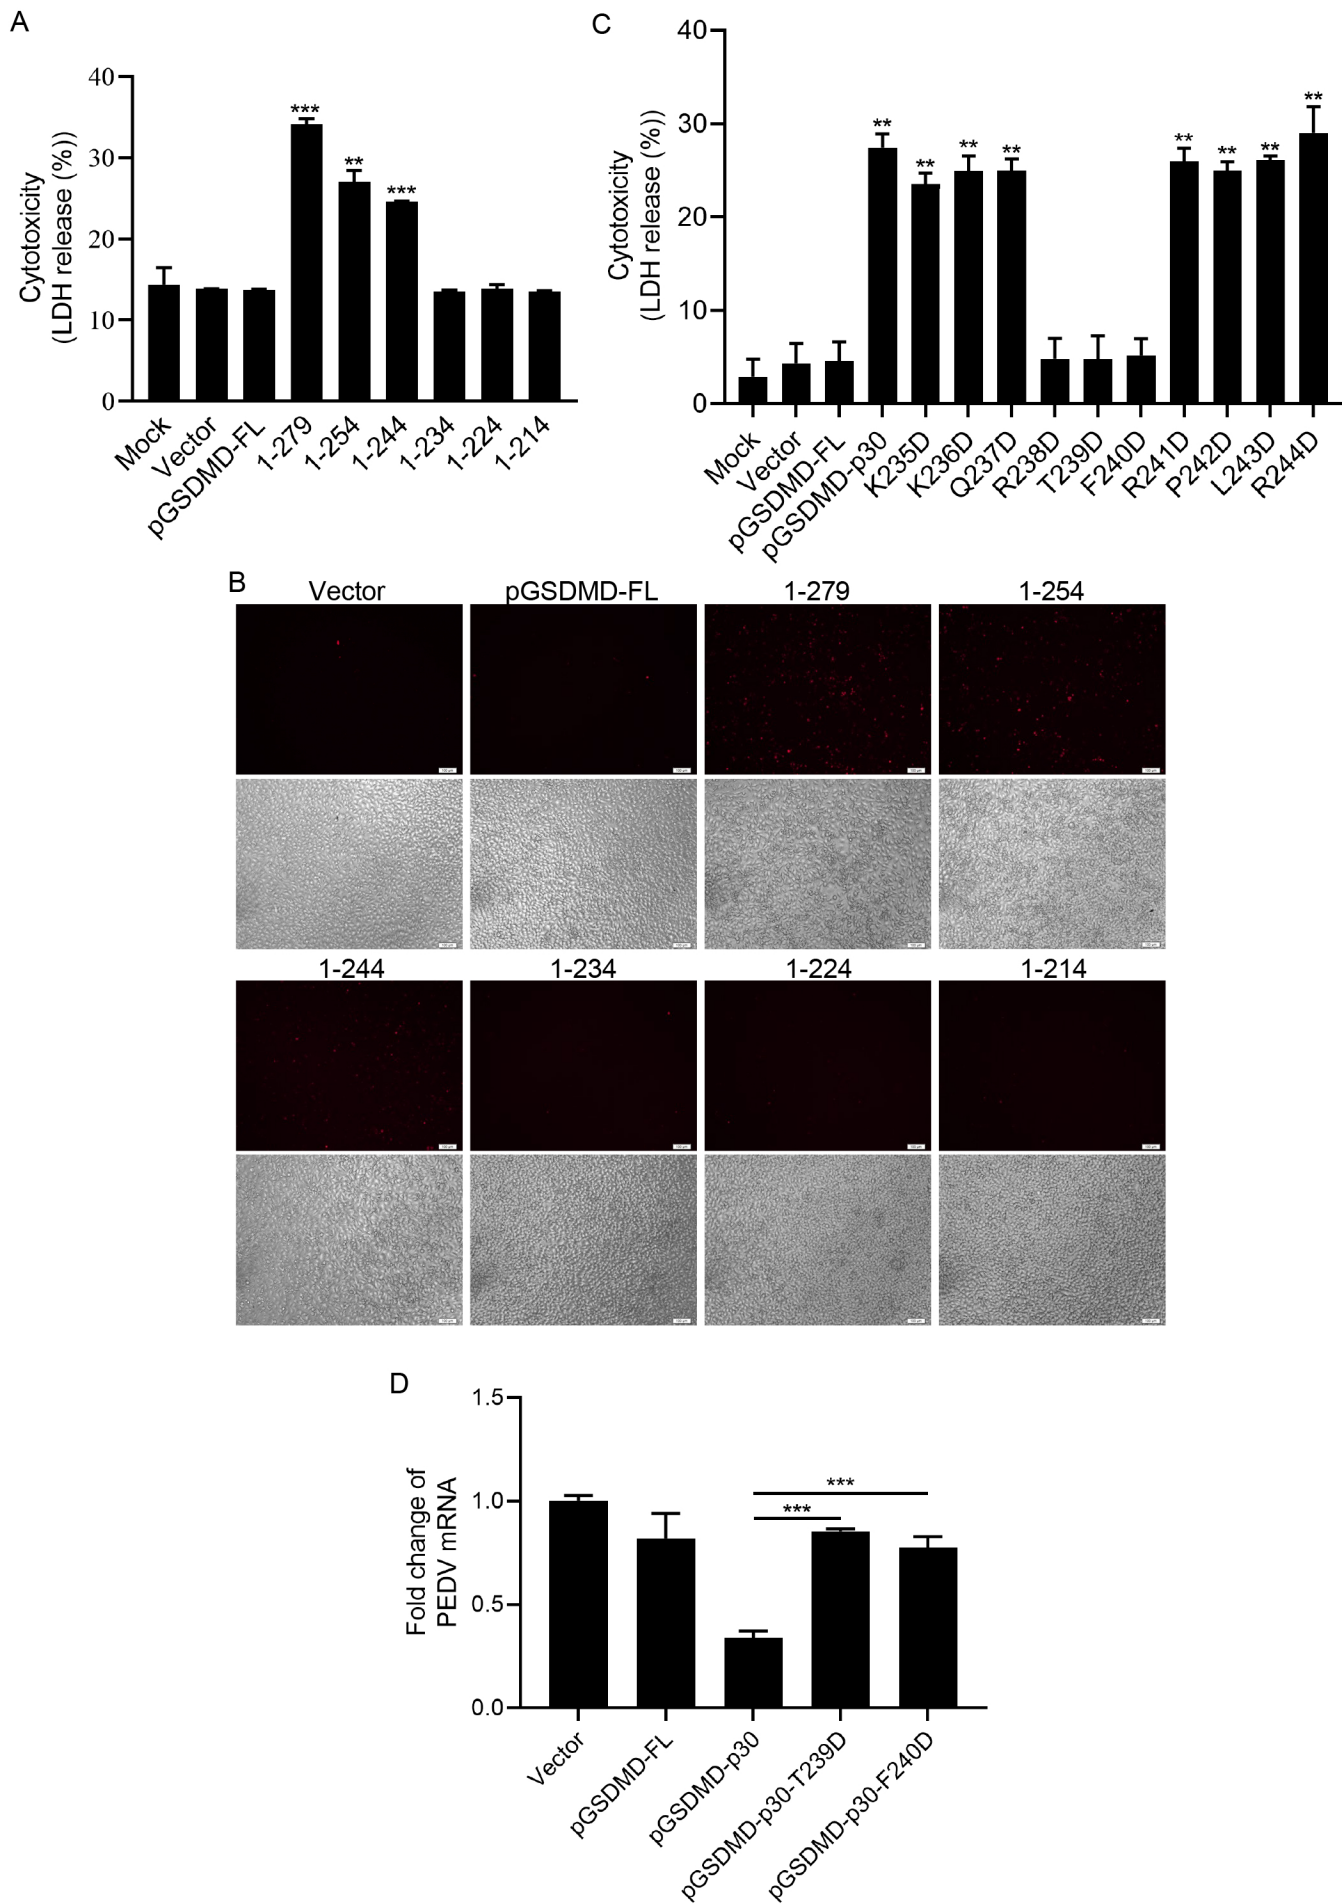 A
Cytotoxicity
(LDH release (%))
40
30
20
10
0
***
**
***
Mock
Vector
pGSDMD-FL
1-279
1-254
1-244
1-234
1-224
1-214
C
Cytotoxicity
(LDH release (%))
40
30
20
10
0
**
**
**
**
**
**
**
**
Mock
Vector
pGSDMD-FL
pGSDMD-p30
K235D
K236D
Q237D
R238D
T239D
F240D
R241D
P242D
L243D
R244D
B
Vector
pGSDMD-FL
1-279
1-254
1-244
1-234
1-224
1-214
D
Fold change of
PEDV mRNA
1.5
1.0
0.5
0.0
***
***
Vector
pGSDMD-FL
pGSDMD-p30
pGSDMD-p30-T239D
pGSDMD-p30-F240D